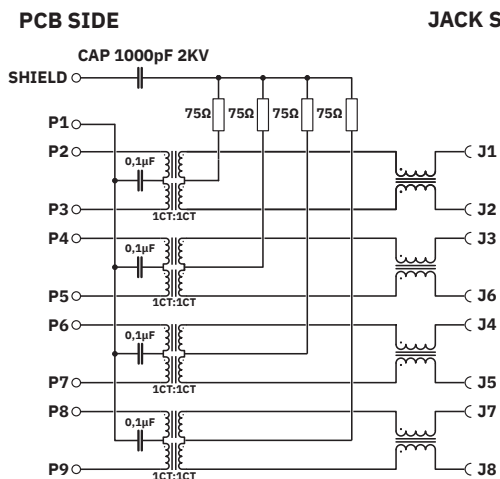 PCB SIDE JACK S
CAP 1000pF 2KV
SHIELD
75Ω 75Ω 75Ω 75Ω
P1
P2 J1
0,1µF
P3 J2
1CT:1CT
P4 J3
0,1µF
P5 J6
1CT:1CT
P6 J4
0,1µF
P7 J5
1CT:1CT
P8 J7
0,1µF
P9 J8
1CT:1CT